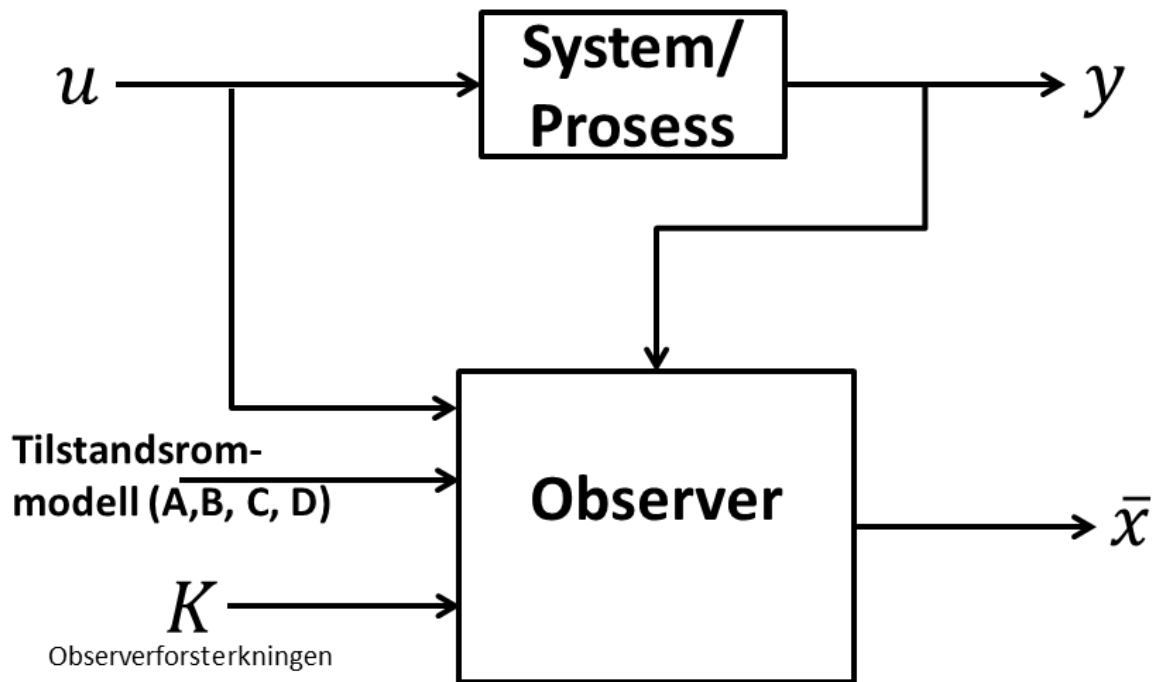 System/
Prosess
u
y
Tilstandsrom-
modell (A,B, C, D)
Observer
x̄
K
Observerforsterkningen